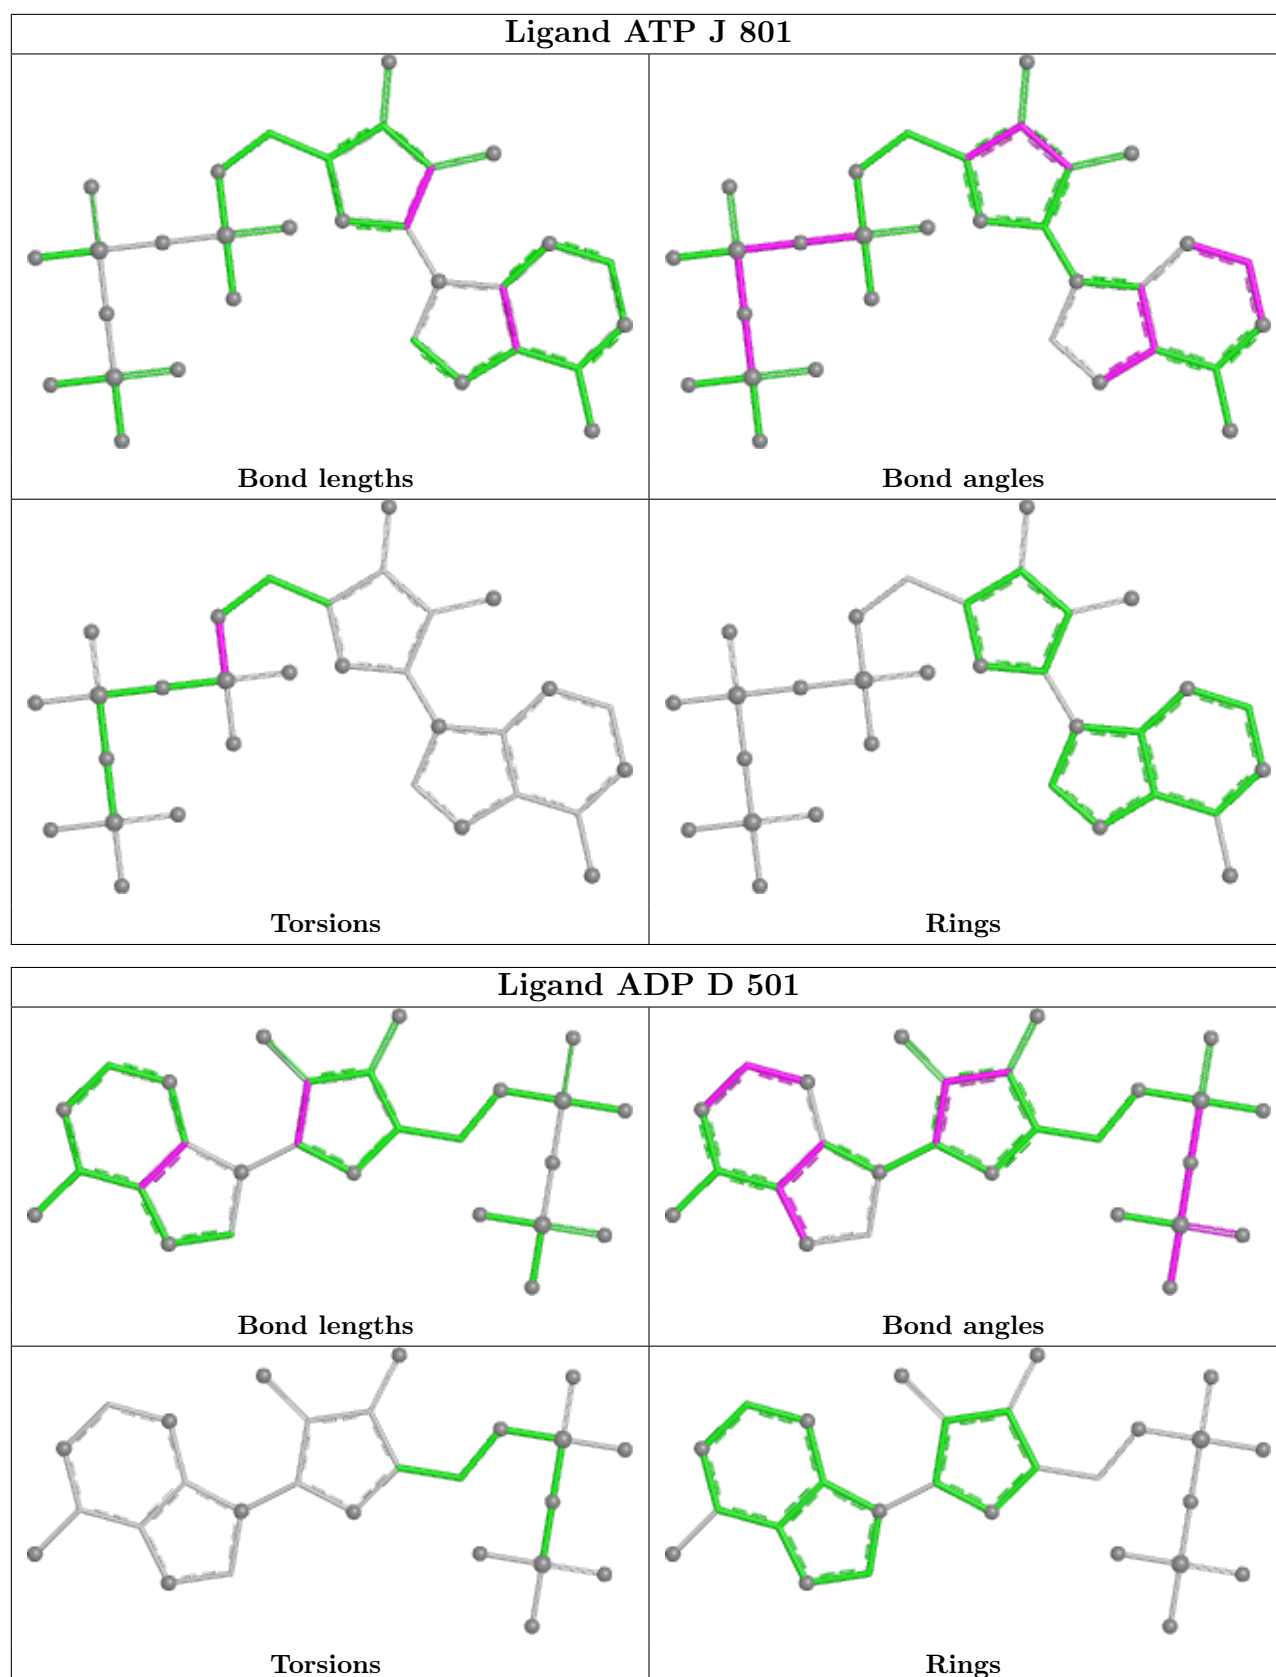 Ligand ATP J 801
Bond lengths
Bond angles
Torsions
Rings
Ligand ADP D 501
Bond lengths
Bond angles
Torsions
Rings